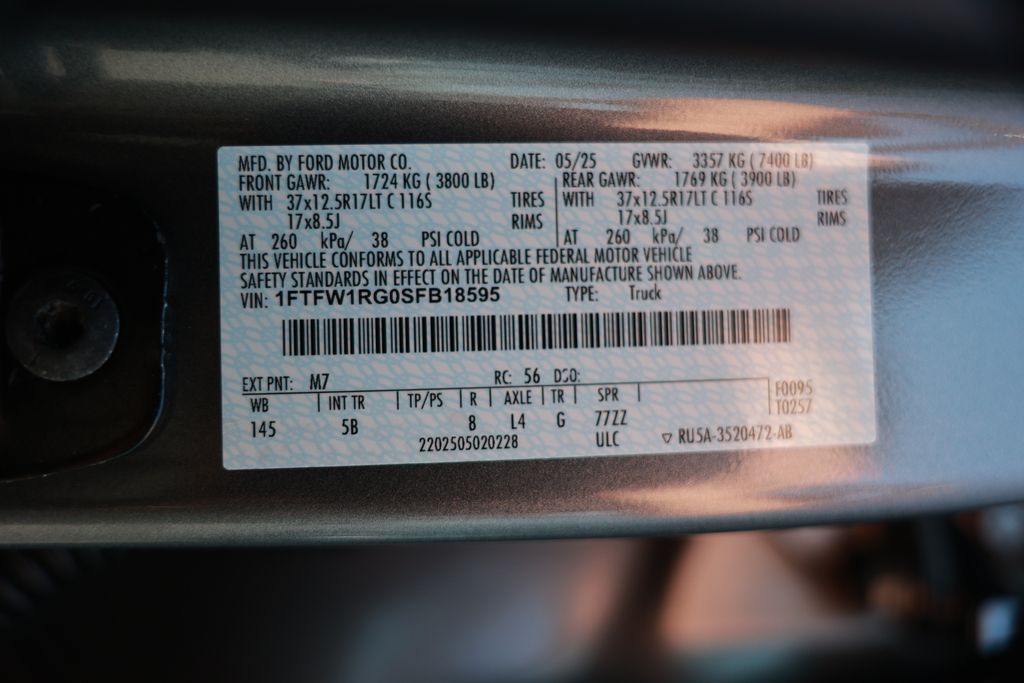 MFD. BY FORD MOTOR CO. DATE: 05/25 GVWR: 3357 KG ( 7400 LB)
FRONT GAWR: 1724 KG ( 3800 LB) REAR GAWR: 1769 KG ( 3900 LB)
WITH 37x12.5R17LT C 116S TIRES WITH 37x12.5R17LT C 116S TIRES
17x8.5J RIMS 17x8.5J RIMS
AT 260 kPa/ 38 PSI COLD AT 260 kPa/ 38 PSI COLD
THIS VEHICLE CONFORMS TO ALL APPLICABLE FEDERAL MOTOR VEHICLE
SAFETY STANDARDS IN EFFECT ON THE DATE OF MANUFACTURE SHOWN ABOVE.
VIN: 1FTFW1RG0SFB18595 TYPE: Truck
EXT PNT: M7 RC: 56 DSO:
WB INT TR TP/PS R AXLE TR SPR F0095
145 5B 8 L4 G 77ZZ T0257
2202505020228 ULC ▽ RU5A-3520472-AB